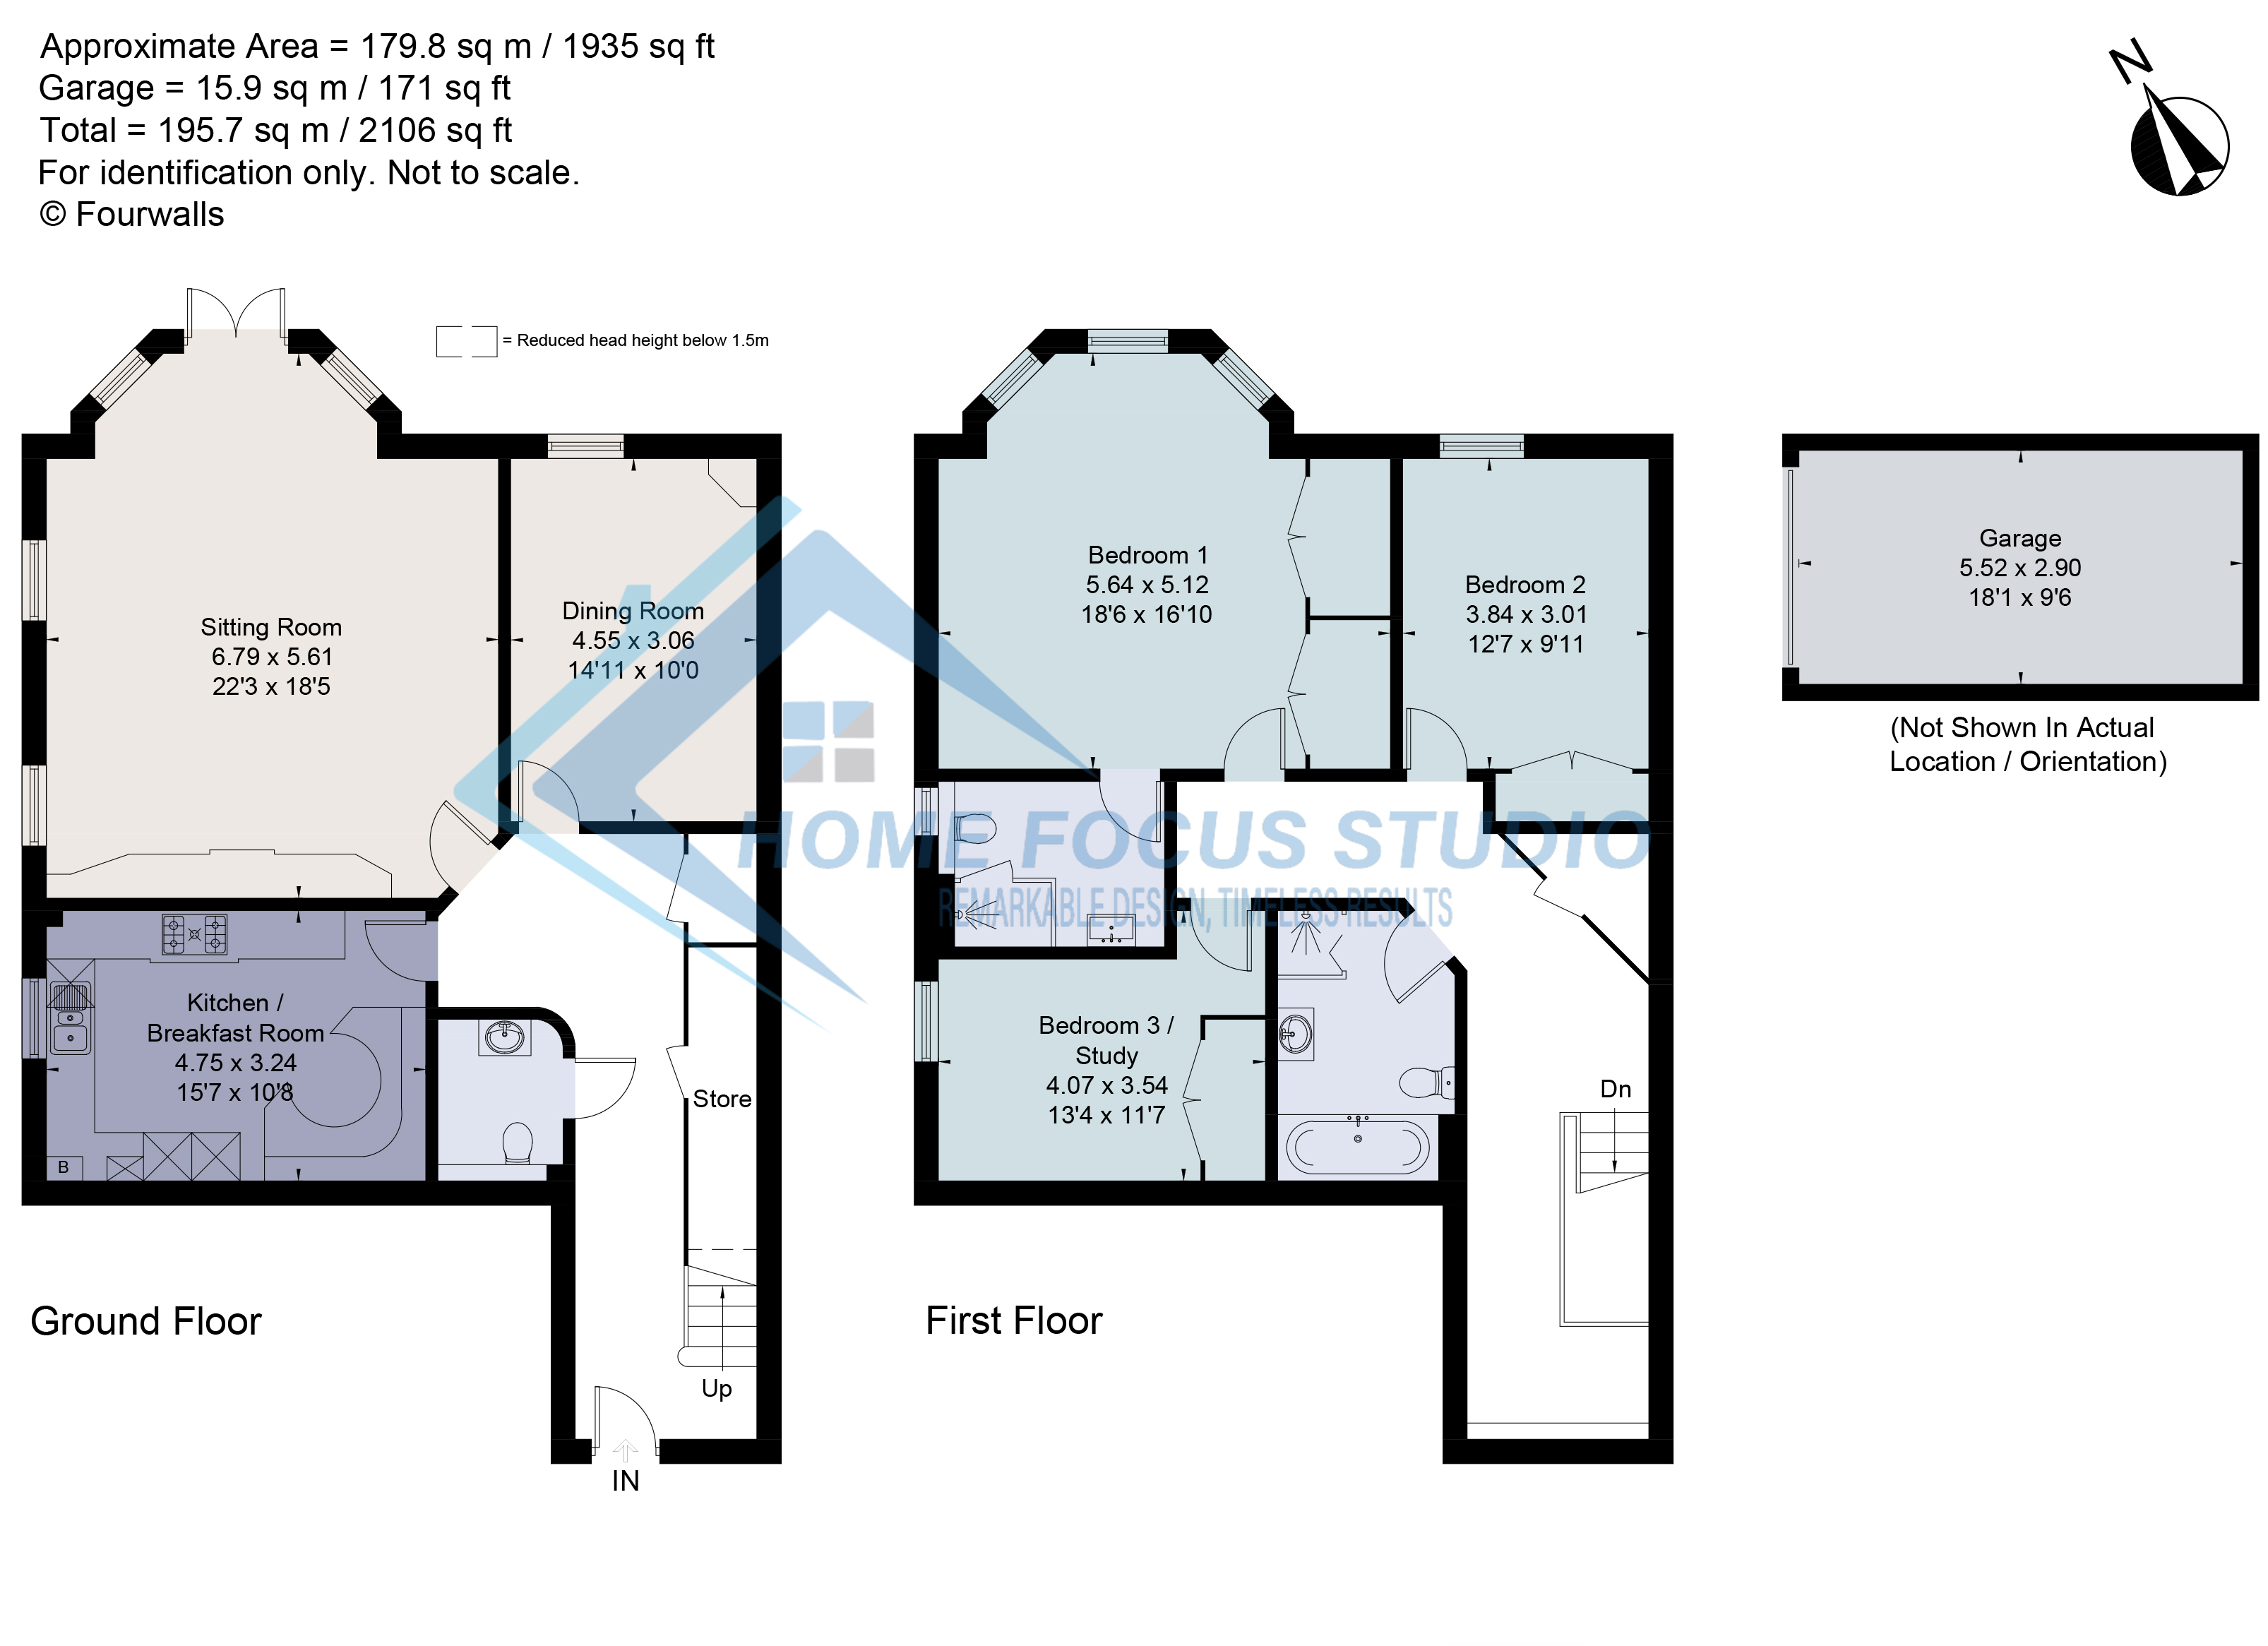 Approximate Area = 179.8 sq m / 1935 sq ft
Garage = 15.9 sq m / 171 sq ft
Total = 195.7 sq m / 2106 sq ft
For identification only. Not to scale.
© Fourwalls
N
= Reduced head height below 1.5m
Sitting Room
6.79 x 5.61
22'3 x 18'5
Dining Room
4.55 x 3.06
14'11 x 10'0
Kitchen /
Breakfast Room
4.75 x 3.24
15'7 x 10'8
B
Store
Up
IN
Ground Floor
Bedroom 1
5.64 x 5.12
18'6 x 16'10
Bedroom 2
3.84 x 3.01
12'7 x 9'11
Bedroom 3 /
Study
4.07 x 3.54
13'4 x 11'7
Dn
First Floor
Garage
5.52 x 2.90
18'1 x 9'6
(Not Shown In Actual
Location / Orientation)
HOME FOCUS STUDIO
REMARKABLE DESIGN, TIMELESS RESULTS